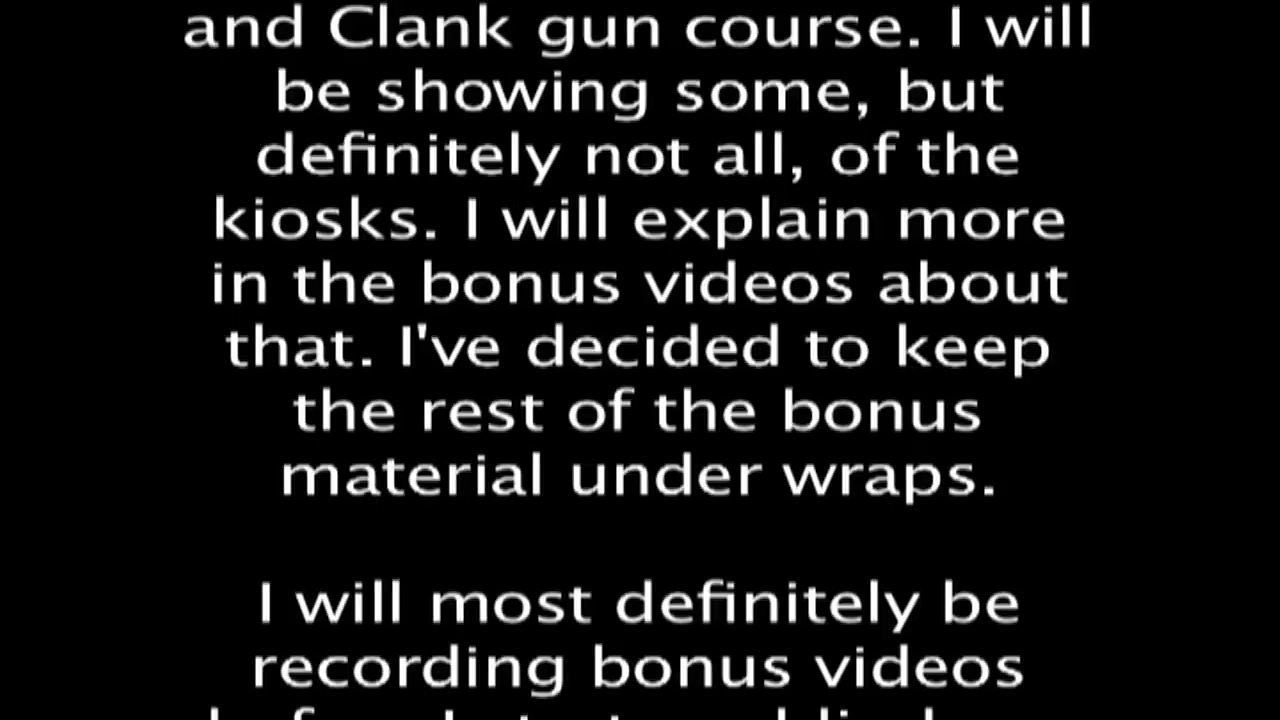 and Clank gun course. I will
be showing some, but
definitely not all, of the
kiosks. I will explain more
in the bonus videos about
that. I've decided to keep
the rest of the bonus
material under wraps.
I will most definitely be
recording bonus videos